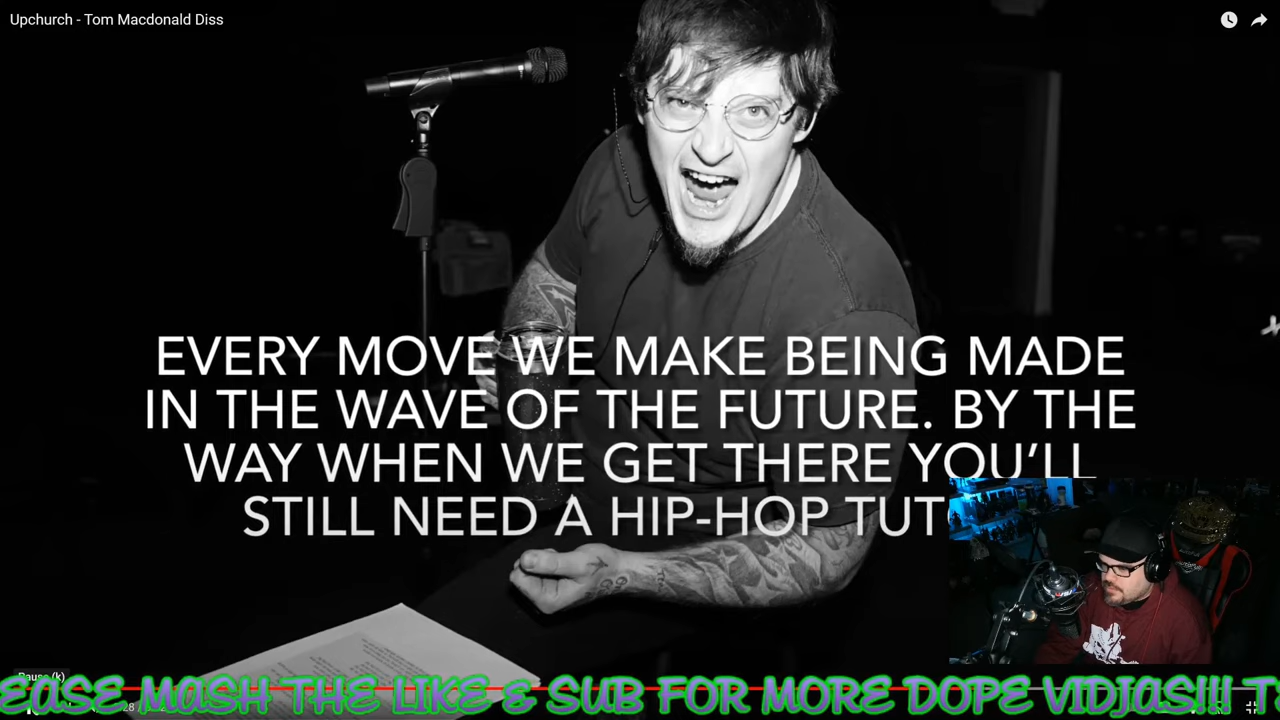 Upchurch - Tom Macdonald Diss
EVERY MOVE WE MAKE BEING MADE
IN THE WAVE OF THE FUTURE. BY THE
WAY WHEN WE GET THERE YOU'LL
STILL NEED A HIP-HOP TUT
Pause (k)
EASE MASH THE LIKE & SUB FOR MORE DOPE VIDJAS!!!